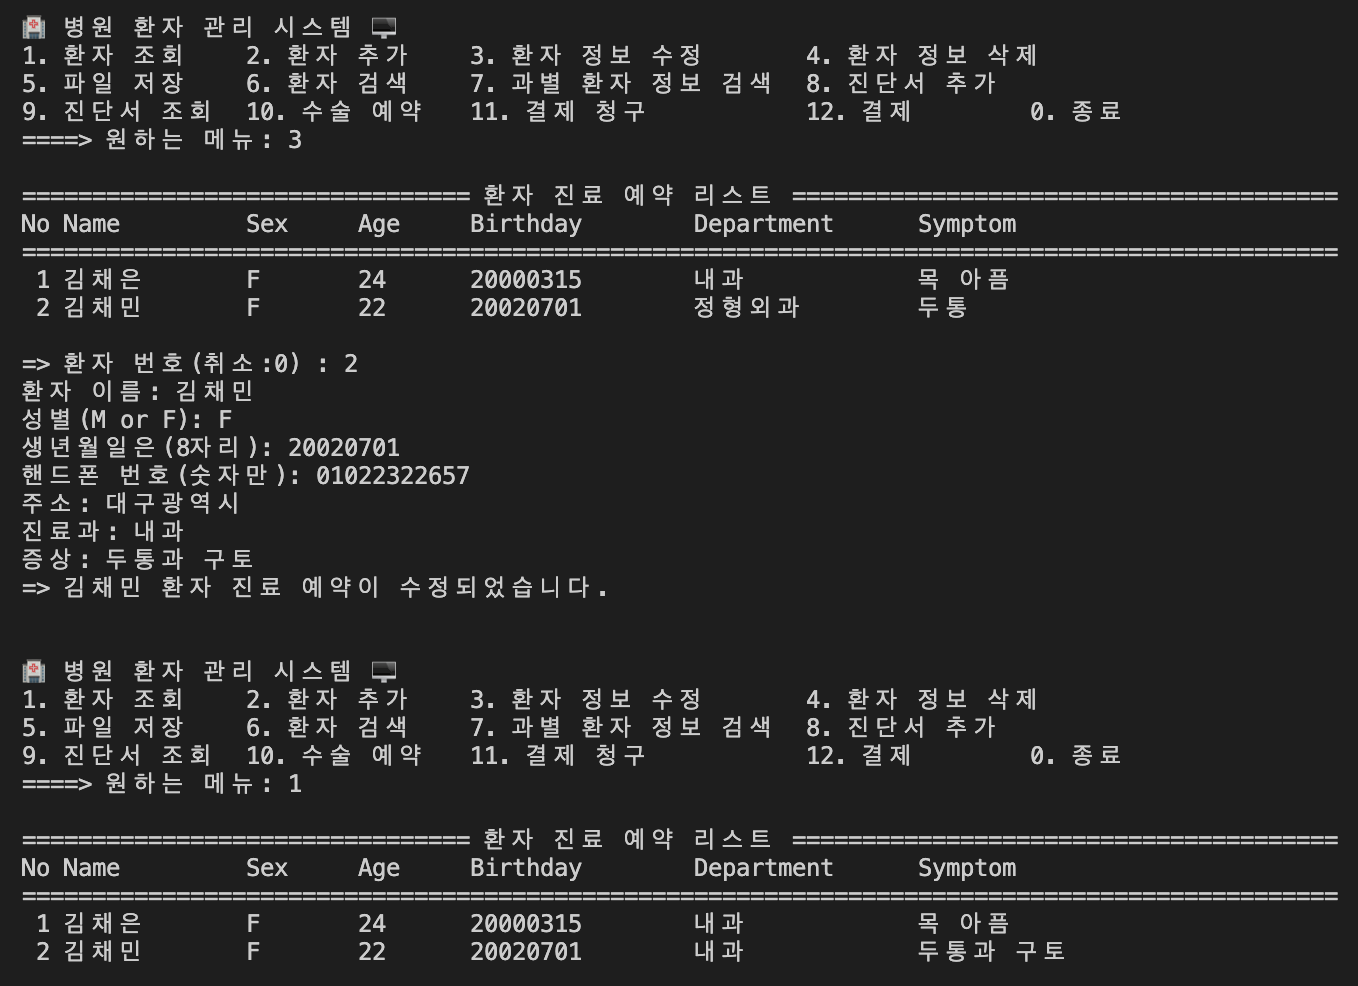 🏥 병원 환자 관리 시스템 🖥️
1. 환자 조회 2. 환자 추가 3. 환자 정보 수정 4. 환자 정보 삭제
5. 파일 저장 6. 환자 검색 7. 과별 환자 정보 검색 8. 진단서 추가
9. 진단서 조회 10. 수술 예약 11. 결제 청구 12. 결제 0. 종료
====> 원하는 메뉴: 3
================================ 환자 진료 예약 리스트 =======================================
No Name Sex Age Birthday Department Symptom
==============================================================================================
1 김채은 F 24 20000315 내과 목 아픔
2 김채민 F 22 20020701 정형외과 두통
=> 환자 번호(취소:0) : 2
환자 이름: 김채민
성별(M or F): F
생년월일은(8자리): 20020701
핸드폰 번호(숫자만): 01022322657
주소: 대구광역시
진료과: 내과
증상: 두통과 구토
=> 김채민 환자 진료 예약이 수정되었습니다.
🏥 병원 환자 관리 시스템 🖥️
1. 환자 조회 2. 환자 추가 3. 환자 정보 수정 4. 환자 정보 삭제
5. 파일 저장 6. 환자 검색 7. 과별 환자 정보 검색 8. 진단서 추가
9. 진단서 조회 10. 수술 예약 11. 결제 청구 12. 결제 0. 종료
====> 원하는 메뉴: 1
================================ 환자 진료 예약 리스트 =======================================
No Name Sex Age Birthday Department Symptom
==============================================================================================
1 김채은 F 24 20000315 내과 목 아픔
2 김채민 F 22 20020701 내과 두통과 구토